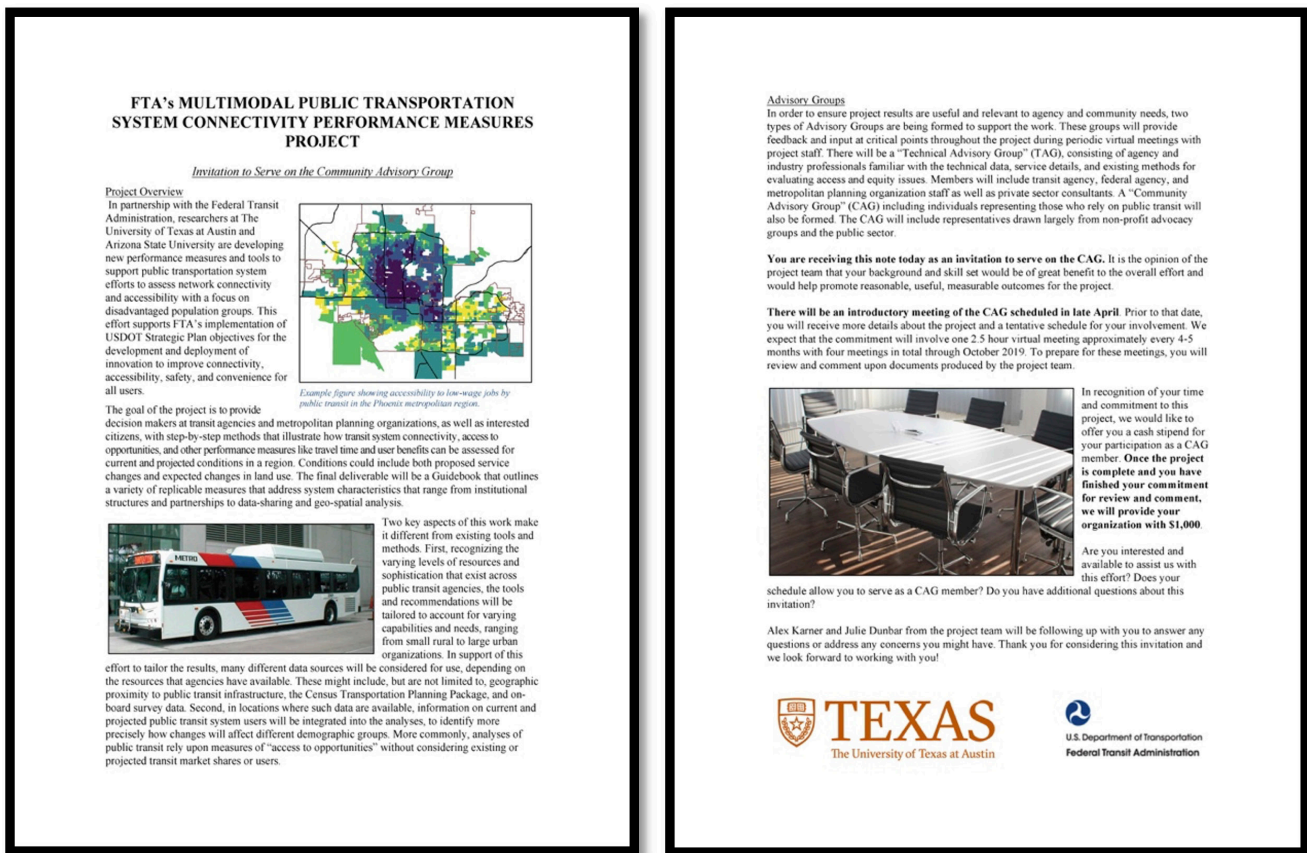 FTA's MULTIMODAL PUBLIC TRANSPORTATION
SYSTEM CONNECTIVITY PERFORMANCE MEASURES
PROJECT
Invitation to Serve on the Community Advisory Group
Project Overview
In partnership with the Federal Transit
Administration, researchers at The
University of Texas at Austin and
Arizona State University are developing
new performance measures and tools to
support public transportation system
efforts to assess network connectivity
and accessibility with a focus on
disadvantaged population groups. This
effort supports FTA's implementation of
USDOT Strategic Plan objectives for the
development and deployment of
innovation to improve connectivity,
accessibility, safety, and convenience for
all users.
Example figure showing accessibility to low-wage jobs by
public transit in the Phoenix metropolitan region.
The goal of the project is to provide
decision makers at transit agencies and metropolitan planning organizations, as well as interested
citizens, with step-by-step methods that illustrate how transit system connectivity, access to
opportunities, and other performance measures like travel time and user benefits can be assessed for
current and projected conditions in a region. Conditions could include both proposed service
changes and expected changes in land use. The final deliverable will be a Guidebook that outlines
a variety of replicable measures that address system characteristics that range from institutional
structures and partnerships to data-sharing and geo-spatial analysis.
METRO
Two key aspects of this work make
it different from existing tools and
methods. First, recognizing the
varying levels of resources and
sophistication that exist across
public transit agencies, the tools
and recommendations will be
tailored to account for varying
capabilities and needs, ranging
from small rural to large urban
organizations. In support of this
effort to tailor the results, many different data sources will be considered for use, depending on
the resources that agencies have available. These might include, but are not limited to, geographic
proximity to public transit infrastructure, the Census Transportation Planning Package, and on-
board survey data. Second, in locations where such data are available, information on current and
projected public transit system users will be integrated into the analyses, to identify more
precisely how changes will affect different demographic groups. More commonly, analyses of
public transit rely upon measures of "access to opportunities" without considering existing or
projected transit market shares or users.
Advisory Groups
In order to ensure project results are useful and relevant to agency and community needs, two
types of Advisory Groups are being formed to support the work. These groups will provide
feedback and input at critical points throughout the project during periodic virtual meetings with
project staff. There will be a "Technical Advisory Group" (TAG), consisting of agency and
industry professionals familiar with the technical data, service details, and existing methods for
evaluating access and equity issues. Members will include transit agency, federal agency, and
metropolitan planning organization staff as well as private sector consultants. A "Community
Advisory Group" (CAG) including individuals representing those who rely on public transit will
also be formed. The CAG will include representatives drawn largely from non-profit advocacy
groups and the public sector.
You are receiving this note today as an invitation to serve on the CAG. It is the opinion of the
project team that your background and skill set would be of great benefit to the overall effort and
would help promote reasonable, useful, measurable outcomes for the project.
There will be an introductory meeting of the CAG scheduled in late April. Prior to that date,
you will receive more details about the project and a tentative schedule for your involvement. We
expect that the commitment will involve one 2.5 hour virtual meeting approximately every 4-5
months with four meetings in total through October 2019. To prepare for these meetings, you will
review and comment upon documents produced by the project team.
In recognition of your time
and commitment to this
project, we would like to
offer you a cash stipend for
your participation as a CAG
member. Once the project
is complete and you have
finished your commitment
for review and comment,
we will provide your
organization with $1,000.
Are you interested and
available to assist us with
this effort? Does your
schedule allow you to serve as a CAG member? Do you have additional questions about this
invitation?
Alex Karner and Julie Dunbar from the project team will be following up with you to answer any
questions or address any concerns you might have. Thank you for considering this invitation and
we look forward to working with you!
TEXAS
The University of Texas at Austin
U.S. Department of Transportation
Federal Transit Administration